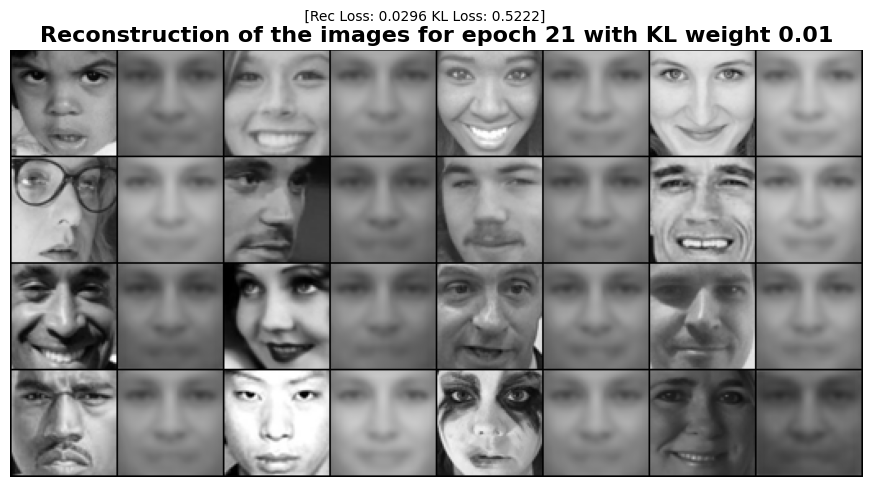 [Rec Loss: 0.0296 KL Loss: 0.5222]
Reconstruction of the images for epoch 21 with KL weight 0.01